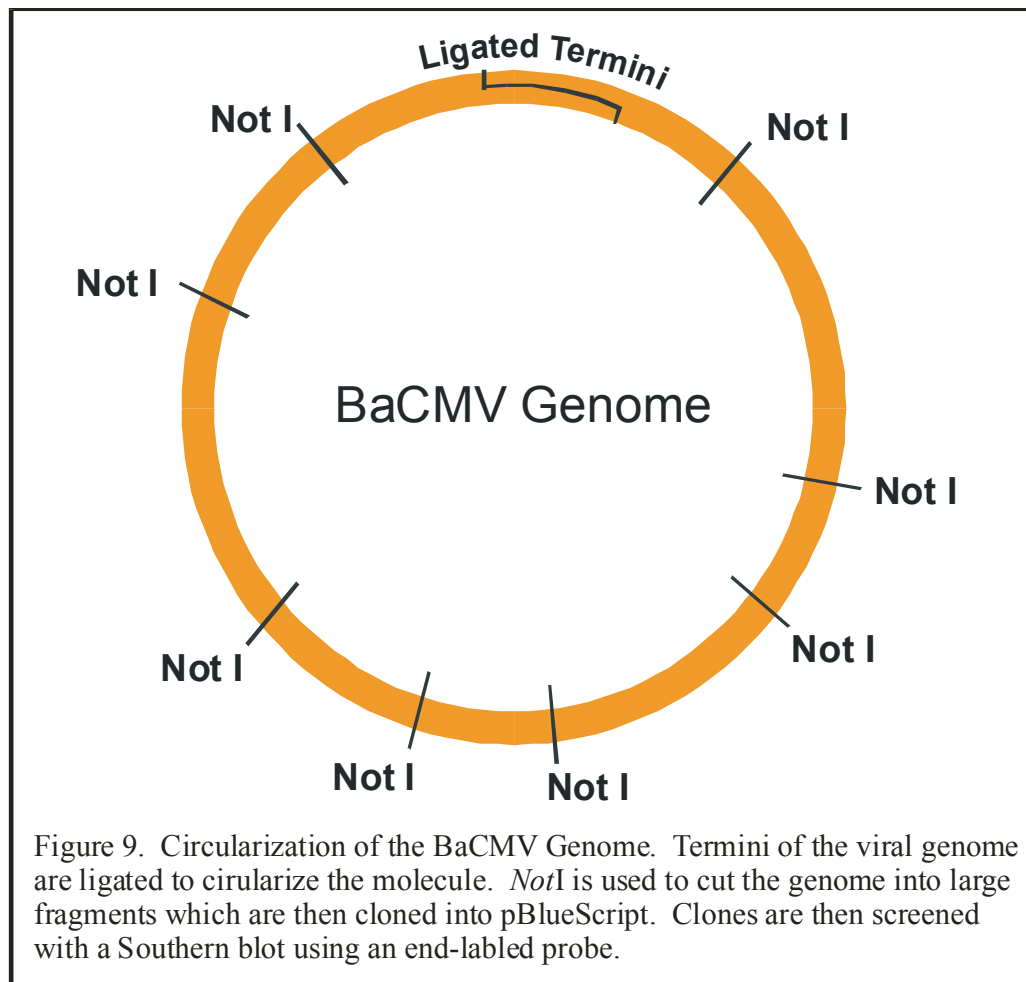 Ligated Termini
Not I
Not I
Not I
BaCMV Genome
Not I
Not I
Not I
Not I
Not I
Figure 9.  Circularization of the BaCMV Genome.  Termini of the viral genome
are ligated to cirularize the molecule.  NotI is used to cut the genome into large
fragments which are then cloned into pBlueScript.  Clones are then screened
with a Southern blot using an end-labled probe.